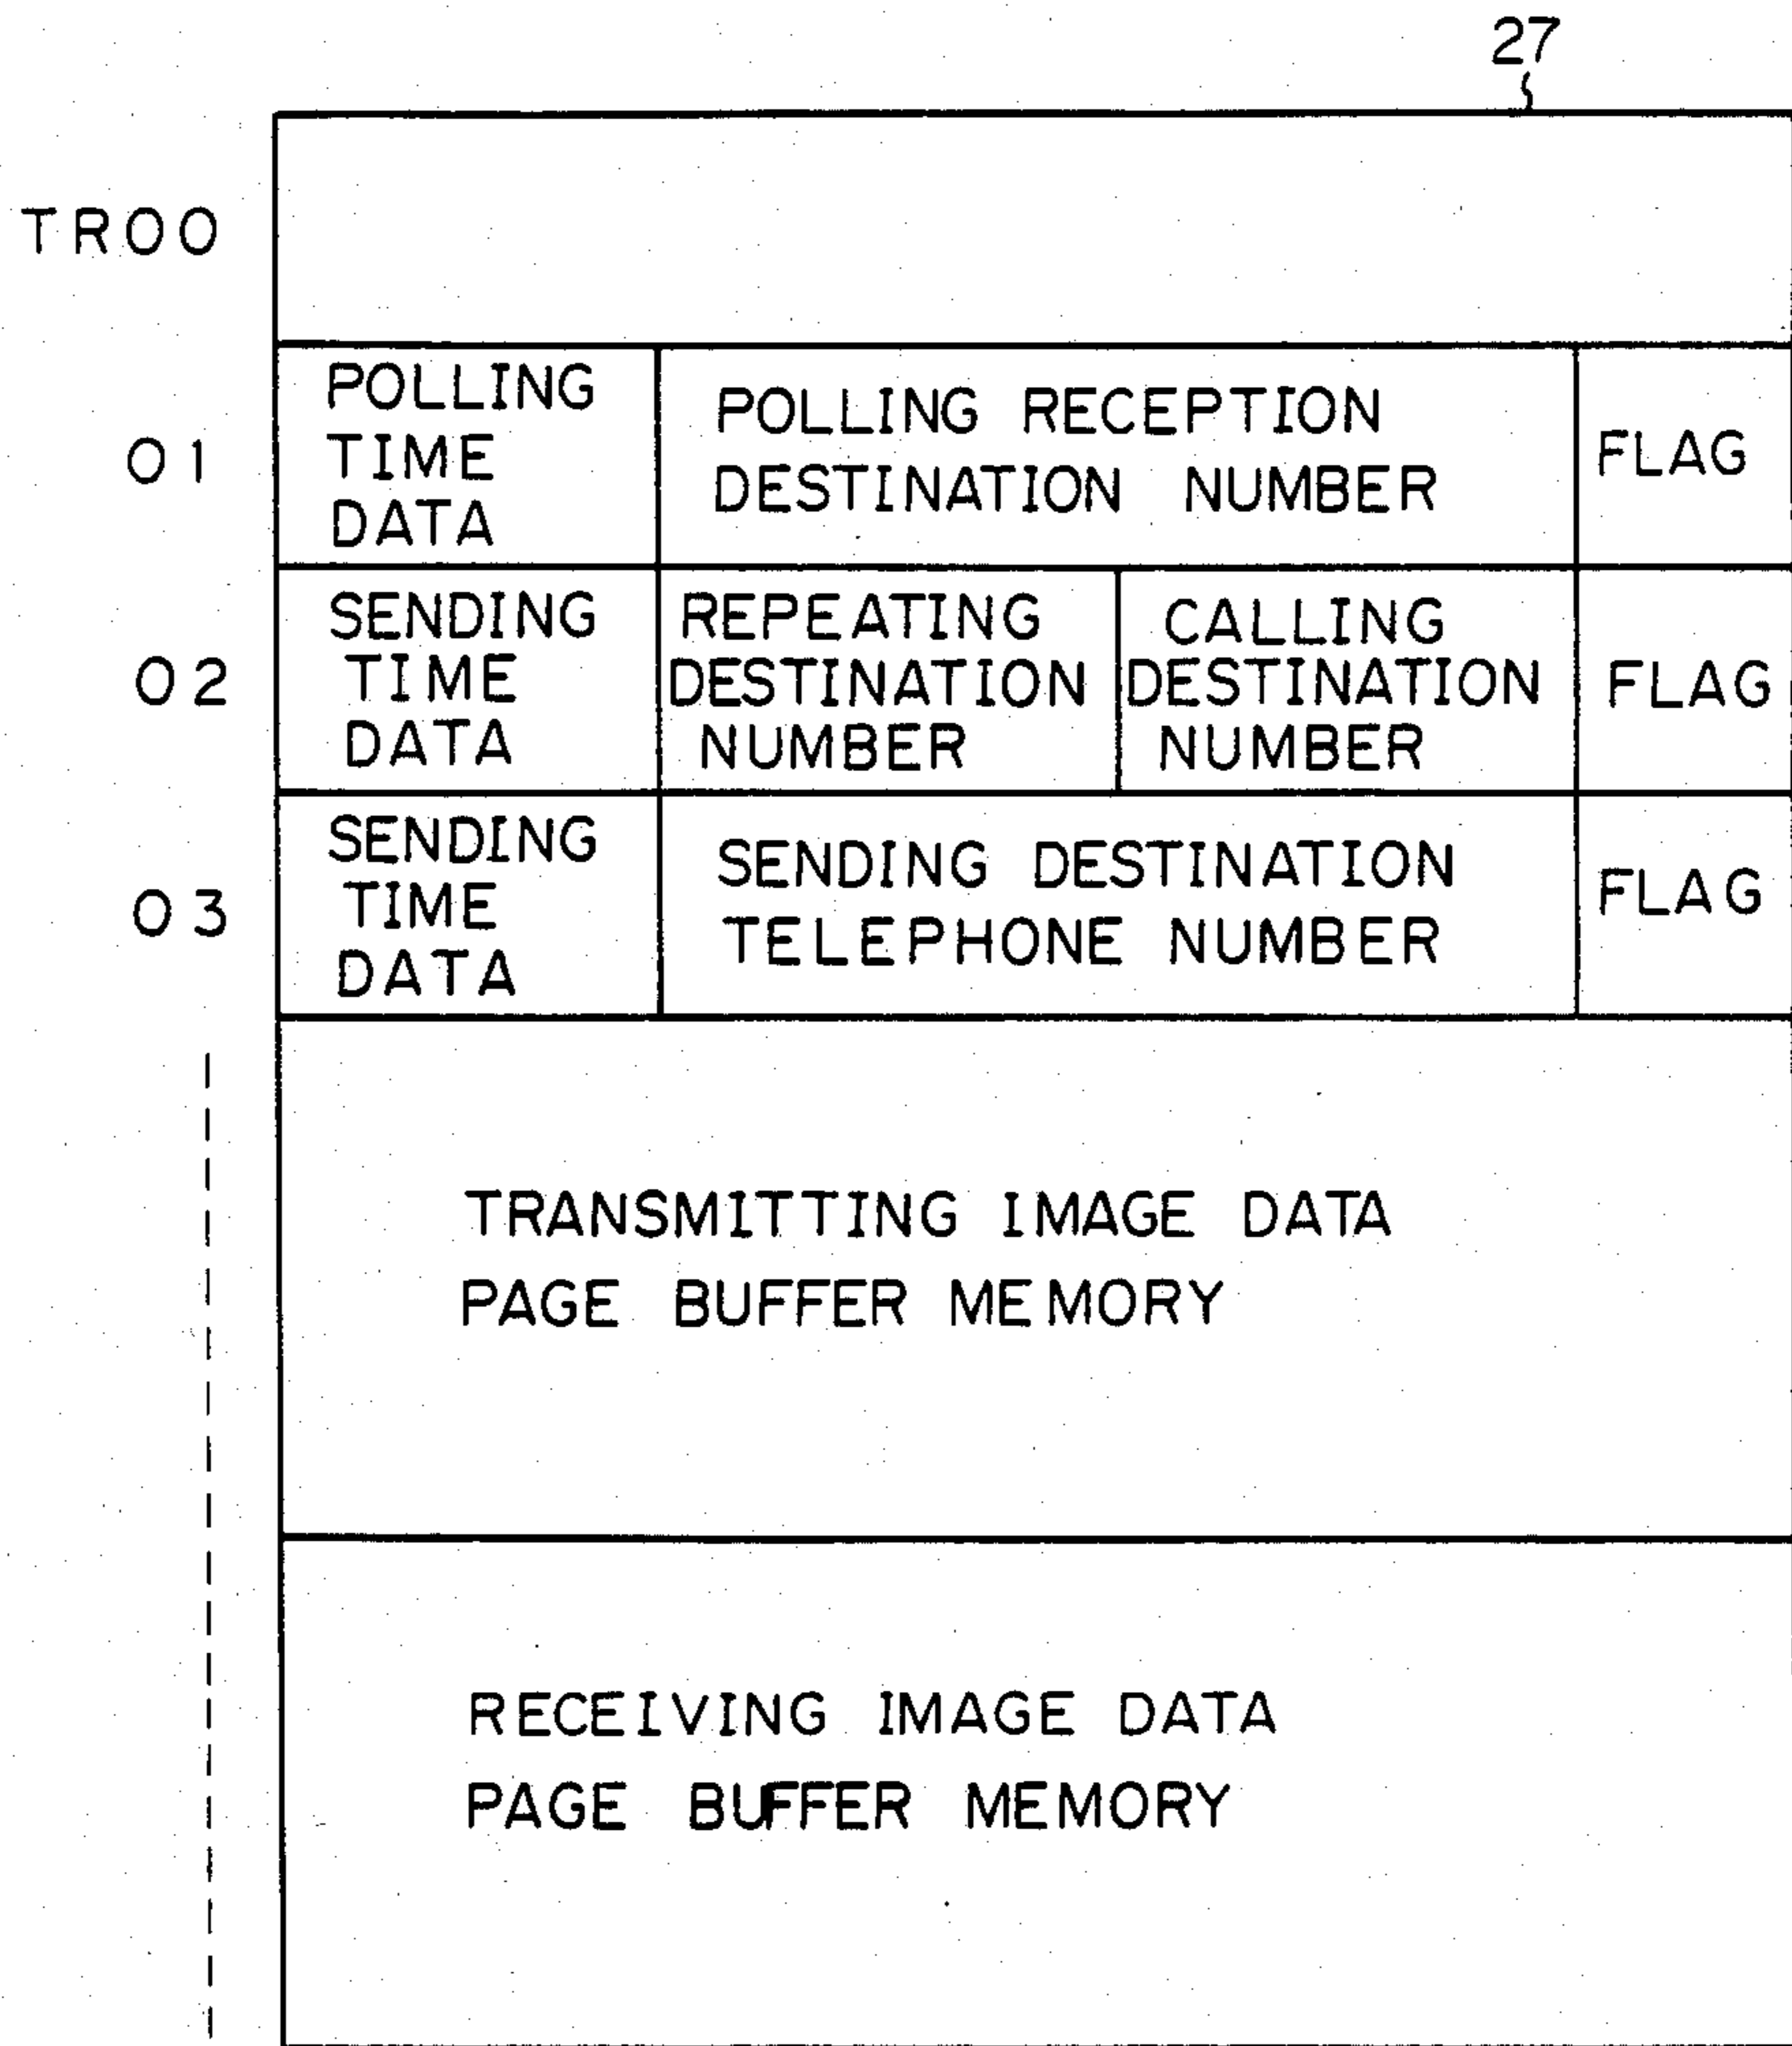 27
TR00
01
POLLING
TIME
DATA
POLLING RECEPTION
DESTINATION NUMBER
FLAG
02
SENDING
TIME
DATA
REPEATING
DESTINATION
NUMBER
CALLING
DESTINATION
NUMBER
FLAG
03
SENDING
TIME
DATA
SENDING DESTINATION
TELEPHONE NUMBER
FLAG
TRANSMITTING IMAGE DATA
PAGE BUFFER MEMORY
RECEIVING IMAGE DATA
PAGE BUFFER MEMORY